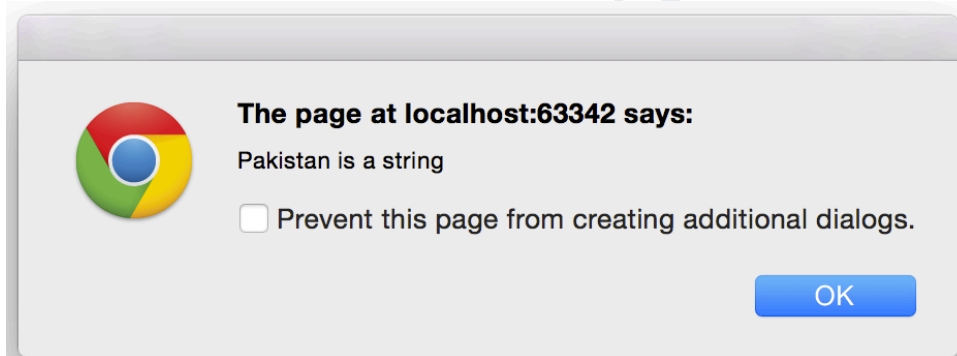 The page at localhost:63342 says:
Pakistan is a string
Prevent this page from creating additional dialogs.
OK